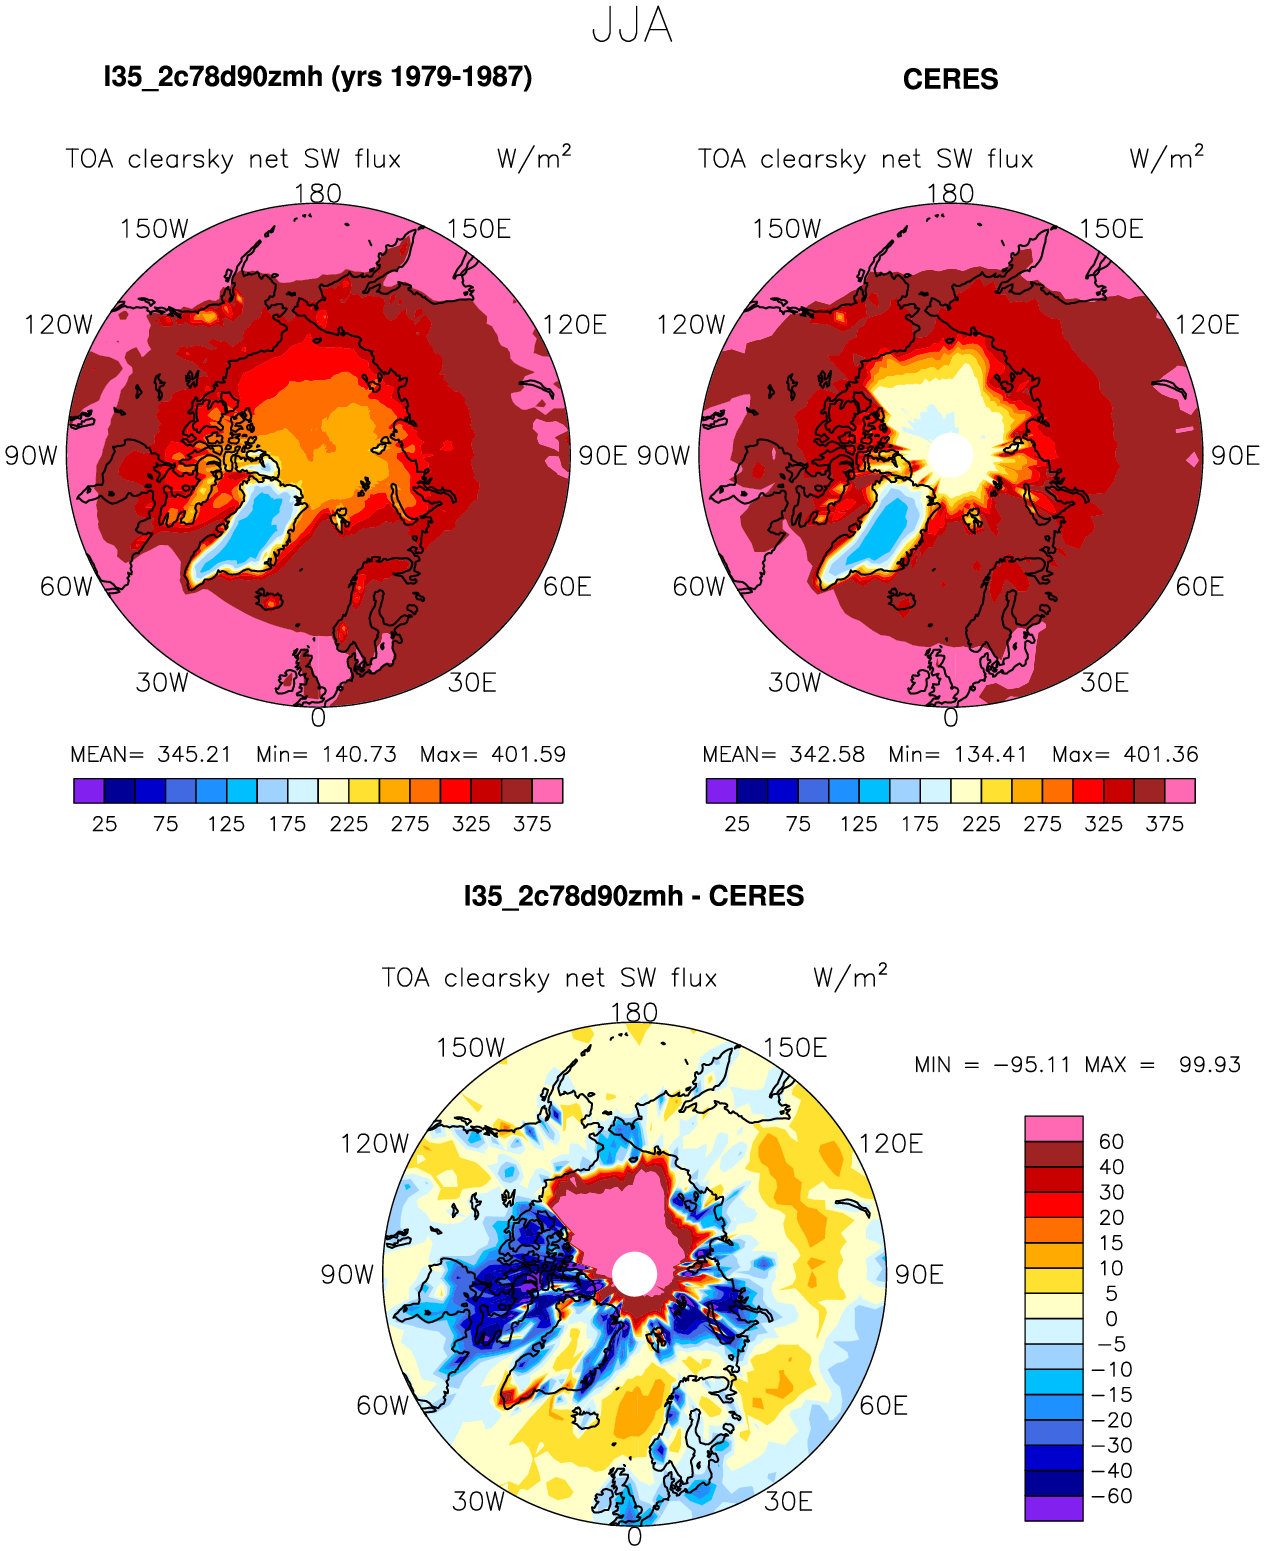 JJA
l35_2c78d90zmh (yrs 1979-1987)
CERES
TOA clearsky net SW flux W/m²
TOA clearsky net SW flux W/m²
180
180
150W 150E
150W 150E
120W 120E
120W 120E
90W 90E
90W 90E
60W 60E
60W 60E
30W 30E
30W 30E
0
0
MEAN= 345.21 Min= 140.73 Max= 401.59
MEAN= 342.58 Min= 134.41 Max= 401.36
25 75 125 175 225 275 325 375
25 75 125 175 225 275 325 375
l35_2c78d90zmh - CERES
TOA clearsky net SW flux W/m²
180
150W 150E
MIN = -95.11 MAX = 99.93
120W 120E
90W 90E
60W 60E
30W 30E
0
60
40
30
20
15
10
5
0
-5
-10
-15
-20
-30
-40
-60